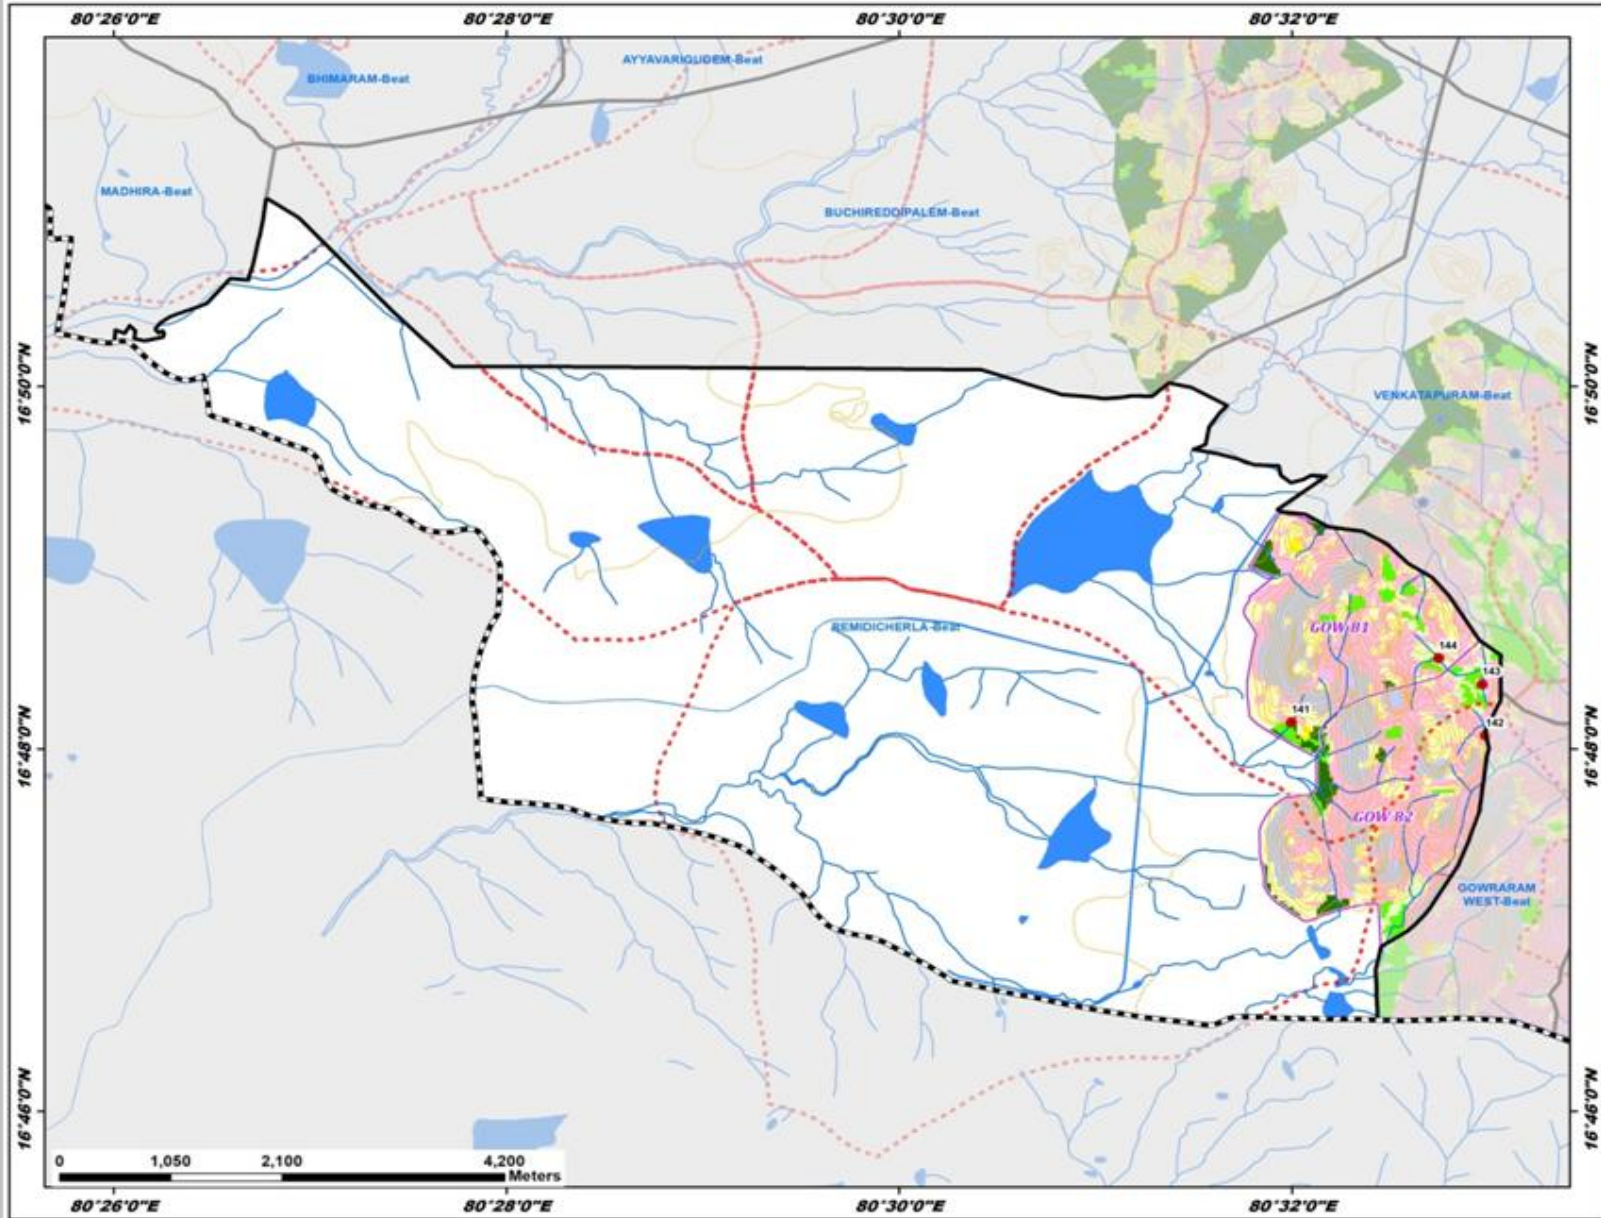 80°26'0"E 80°28'0"E 80°30'0"E 80°32'0"E
AYYAVARIGUDEM-Beat
BHIMARAM-Beat
MADHIRA-Beat
BUCHIREDDIPALEM-Beat
16°50'0"N
16°50'0"N
VENKATAPURAM-Beat
REMIDICHERLA-Beat
GOW 81
144
143
141
142
16°48'0"N
16°48'0"N
GOW 82
GOWRARAM
WEST-Beat
16°46'0"N
16°46'0"N
0 1,050 2,100 4,200
Meters
80°26'0"E 80°28'0"E 80°30'0"E 80°32'0"E